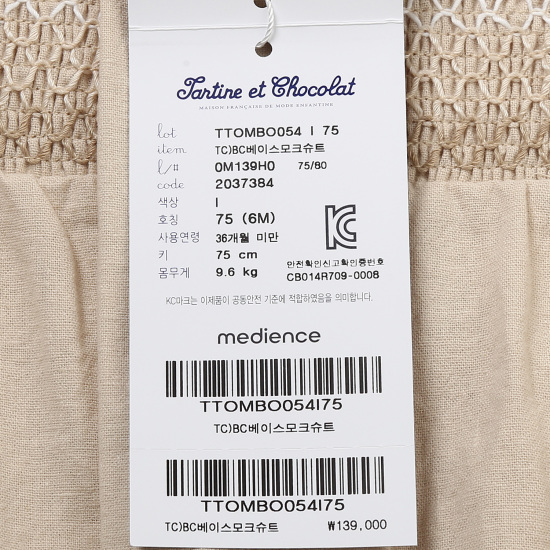 Tartine et Chocolat
MAISON FRANÇAISE DE MODE ENFANTINE
lot TTOMBO054 I 75
item TC)BC베이스모크슈트
l/# 0M139H0 75/80
code 2037384
색상 I
호칭 75 (6M)
사용연령 36개월 미만
키 75 cm
몸무게 9.6 kg
안전확인신고확인증번호
CB014R709-0008
KC마크는 이제품이 공동안전 기준에 적합하였음을 의미합니다.
medience
TTOMBO054I75
TC)BC베이스모크슈트
TTOMBO054I75
TC)BC베이스모크슈트 ₩139,000